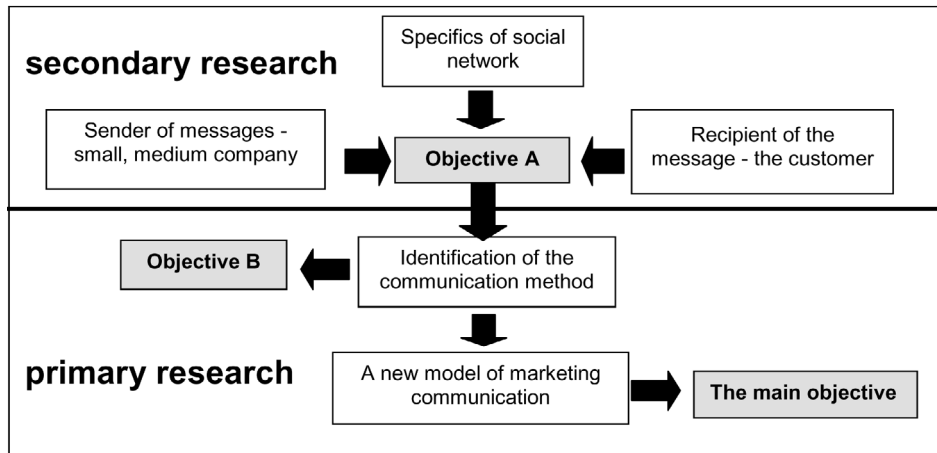 Specifics of social
network
secondary research
Sender of messages -
small, medium company
Objective A
Recipient of the
message - the customer
Objective B
Identification of the
communication method
primary research
A new model of marketing
communication
The main objective